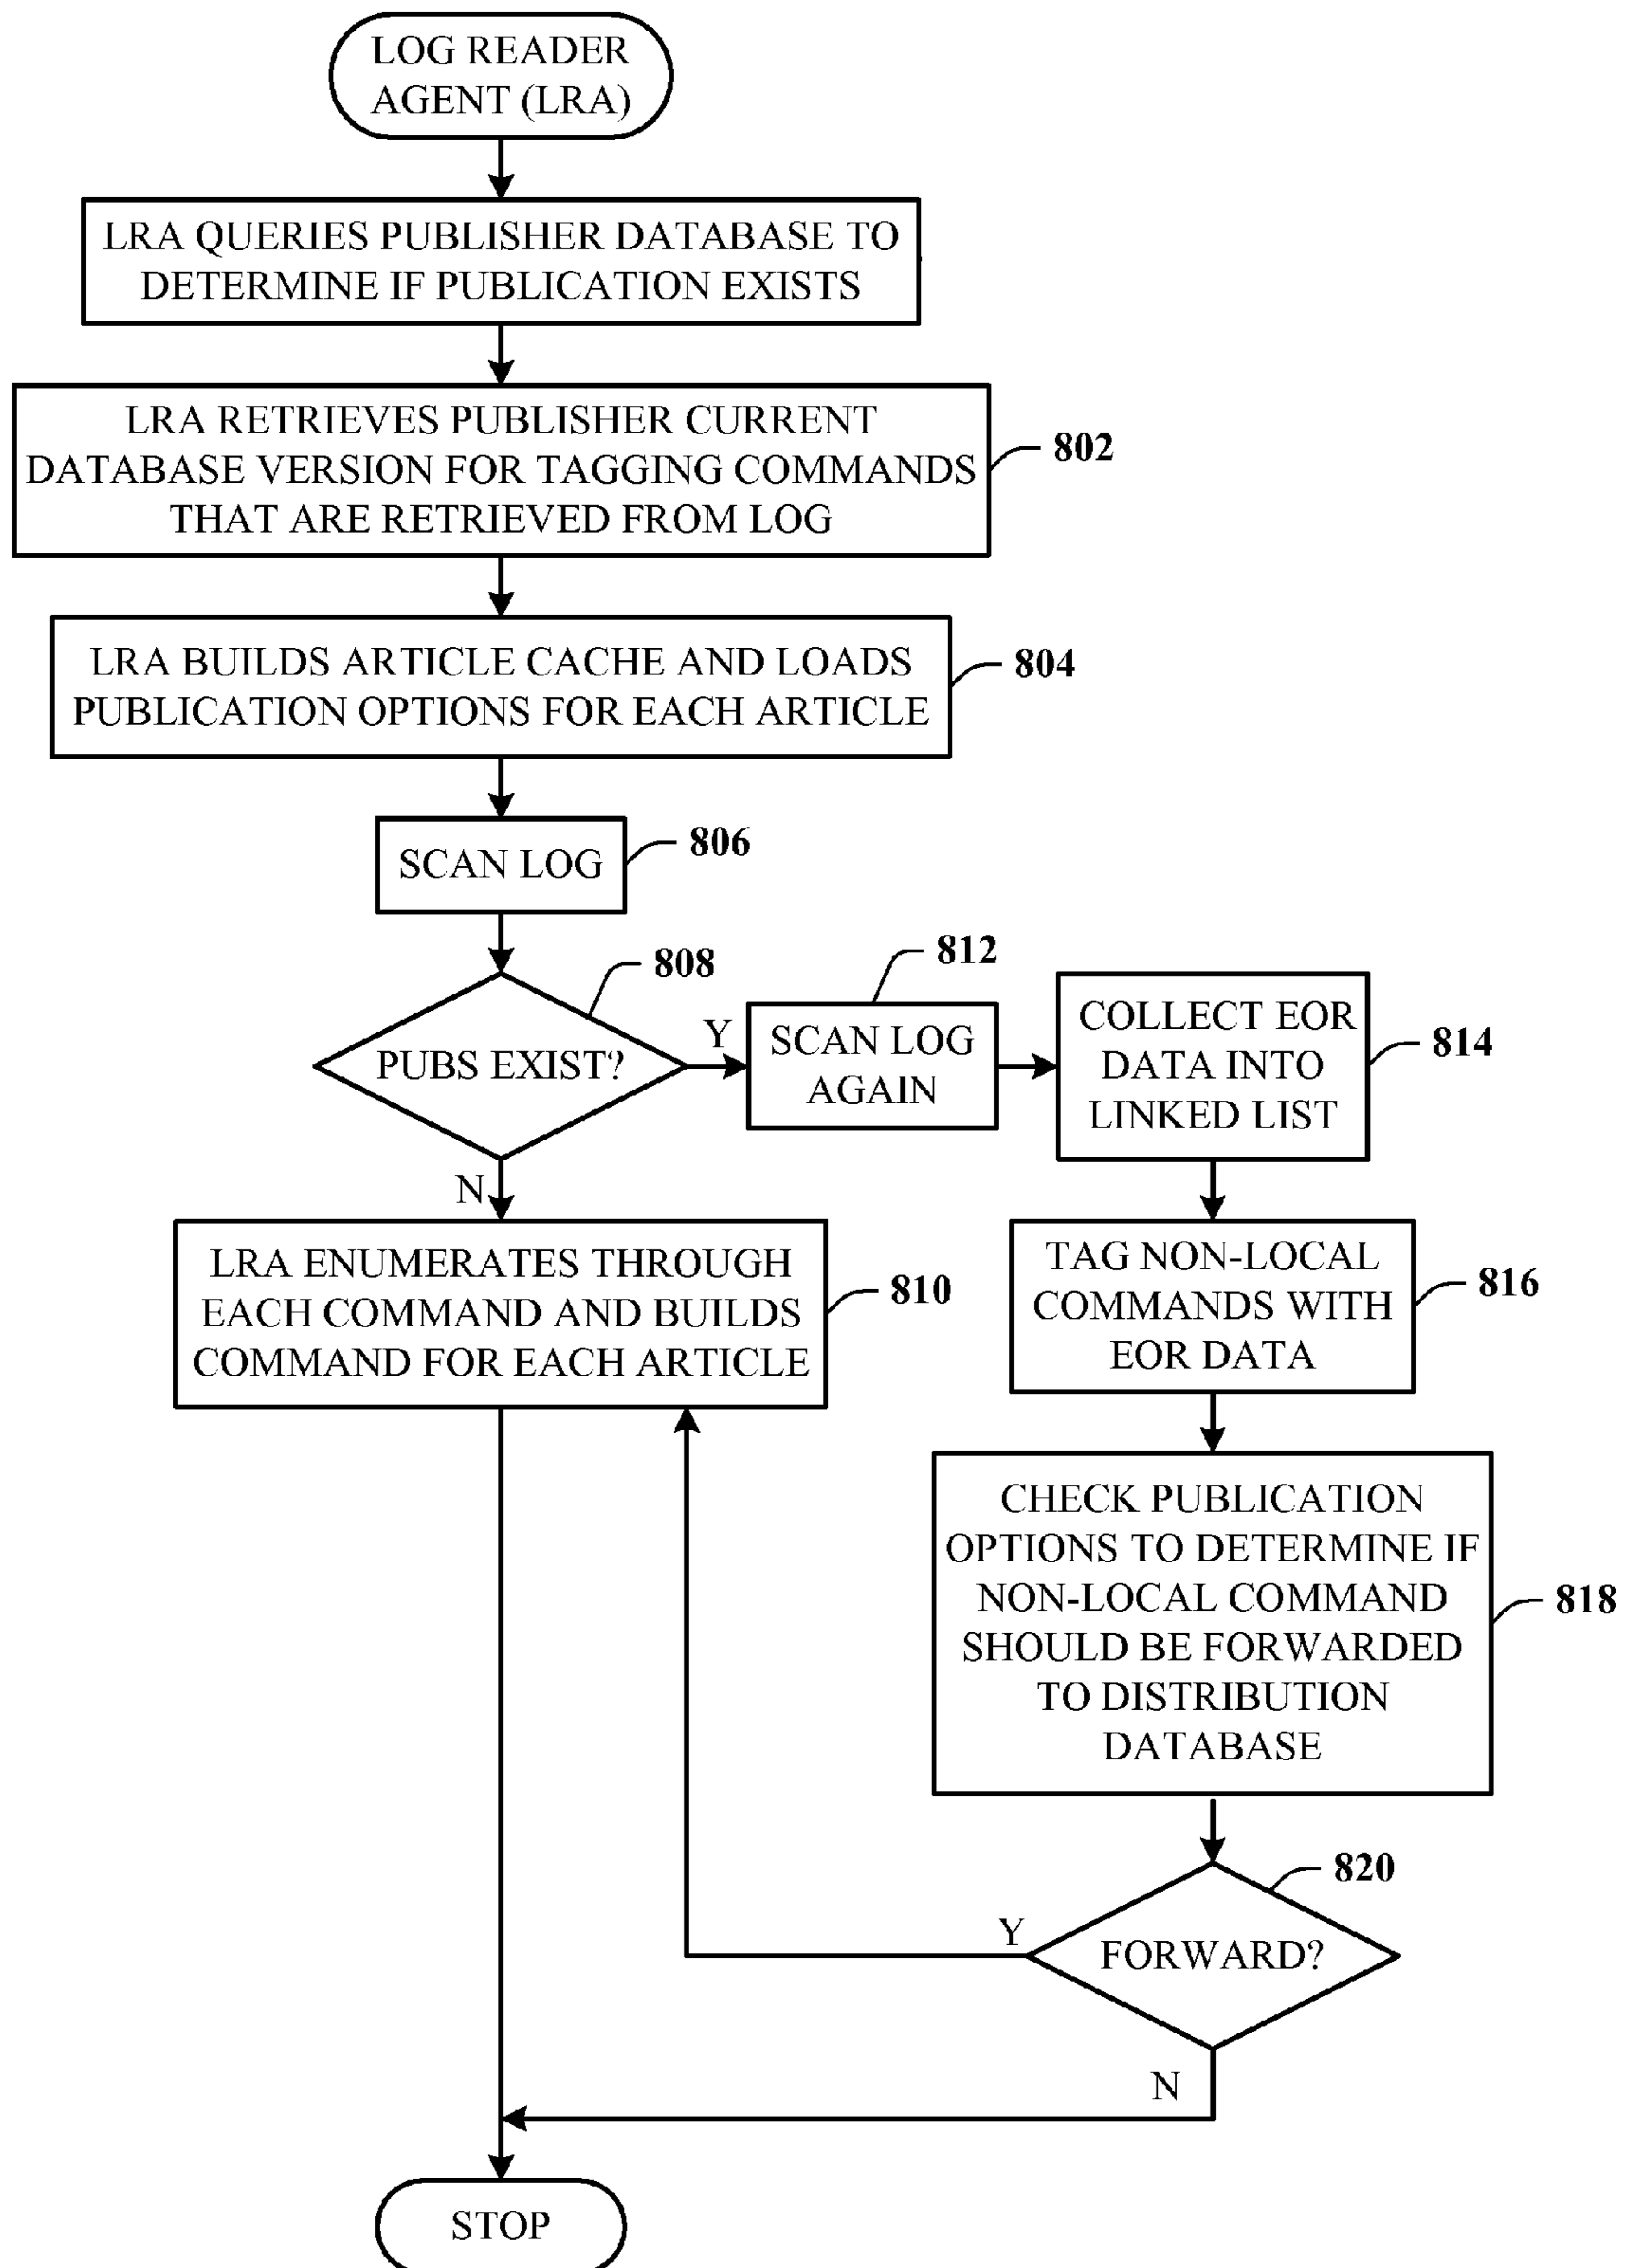 LOG READER
AGENT (LRA)
LRA QUERIES PUBLISHER DATABASE TO
DETERMINE IF PUBLICATION EXISTS
LRA RETRIEVES PUBLISHER CURRENT
DATABASE VERSION FOR TAGGING COMMANDS
THAT ARE RETRIEVED FROM LOG
802
LRA BUILDS ARTICLE CACHE AND LOADS
PUBLICATION OPTIONS FOR EACH ARTICLE
804
SCAN LOG
806
PUBS EXIST?
808
Y
N
SCAN LOG
AGAIN
812
COLLECT EOR
DATA INTO
LINKED LIST
814
LRA ENUMERATES THROUGH
EACH COMMAND AND BUILDS
COMMAND FOR EACH ARTICLE
810
TAG NON-LOCAL
COMMANDS WITH
EOR DATA
816
CHECK PUBLICATION
OPTIONS TO DETERMINE IF
NON-LOCAL COMMAND
SHOULD BE FORWARDED
TO DISTRIBUTION
DATABASE
818
FORWARD?
820
Y
N
STOP